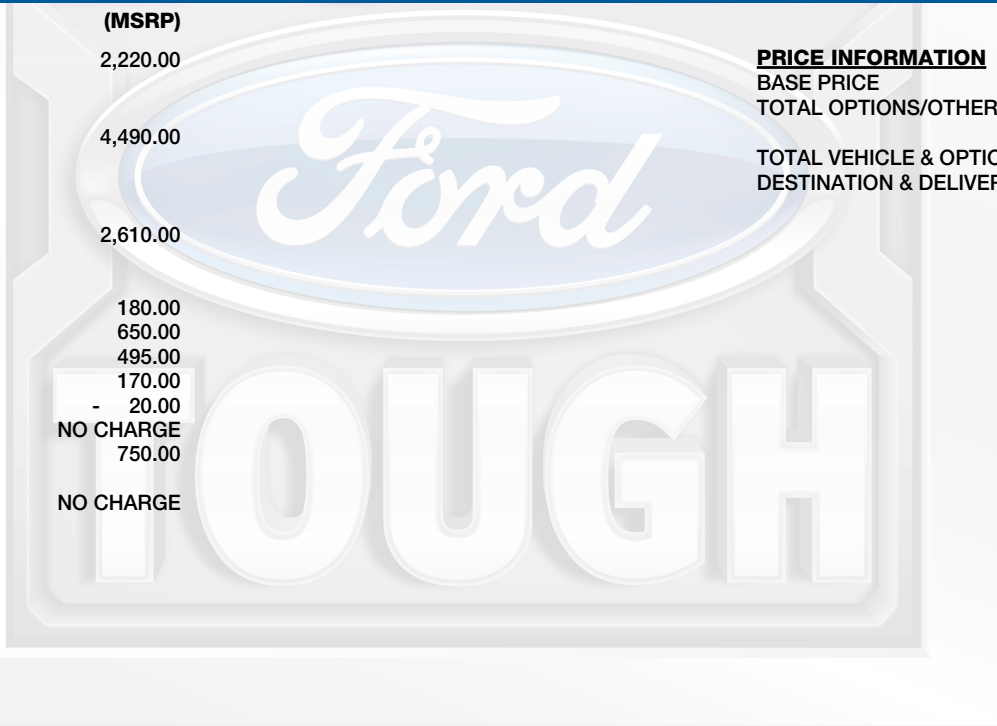 (MSRP)
2,220.00
4,490.00
2,610.00
180.00
650.00
495.00
170.00
- 20.00
NO CHARGE
750.00
NO CHARGE
PRICE INFORMATION
BASE PRICE
TOTAL OPTIONS/OTHER
TOTAL VEHICLE & OPTIO
DESTINATION & DELIVER
Ford
TOUGH